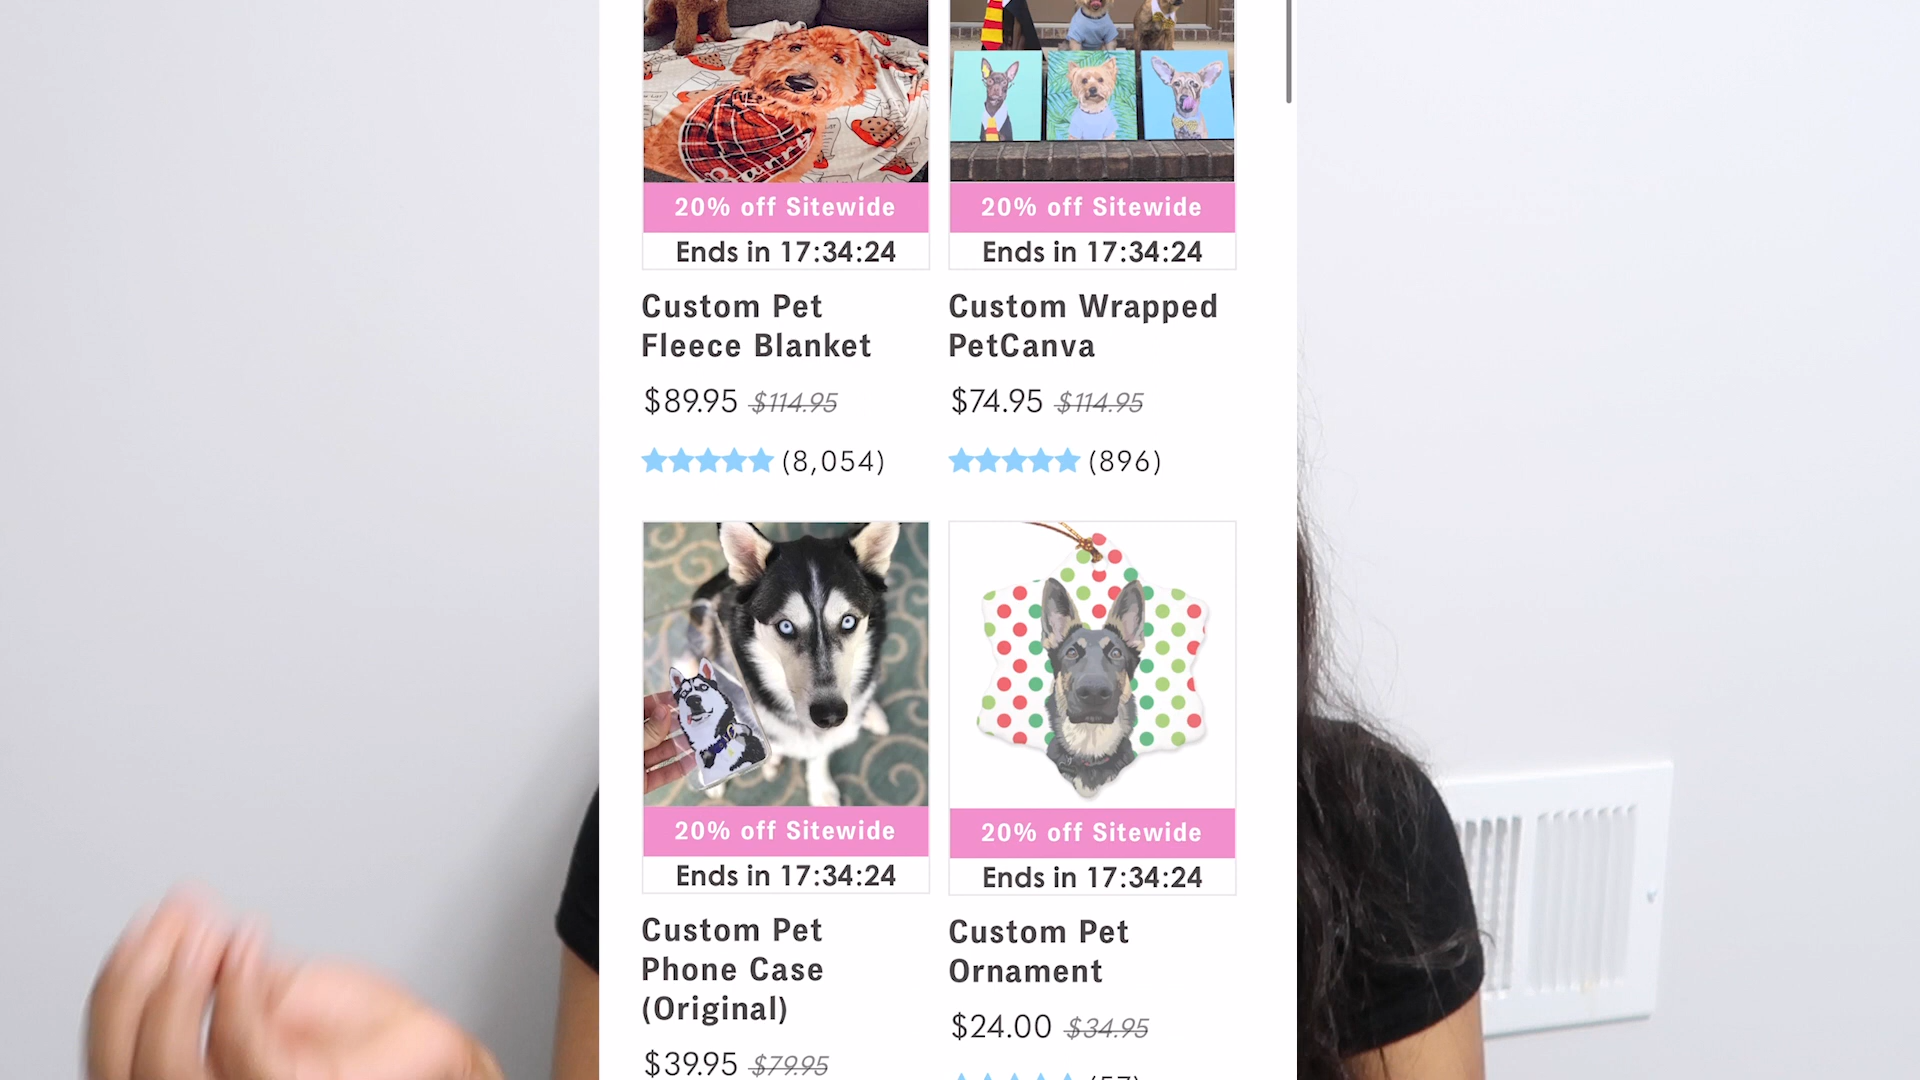 20% off Sitewide
Ends in 17:34:24
Custom Pet
Fleece Blanket
$89.95 $114.95
(8,054)
20% off Sitewide
Ends in 17:34:24
Custom Wrapped
PetCanva
$74.95 $114.95
(896)
20% off Sitewide
Ends in 17:34:24
Custom Pet
Phone Case
(Original)
$39.95 $79.95
20% off Sitewide
Ends in 17:34:24
Custom Pet
Ornament
$24.00 $34.95
(57)